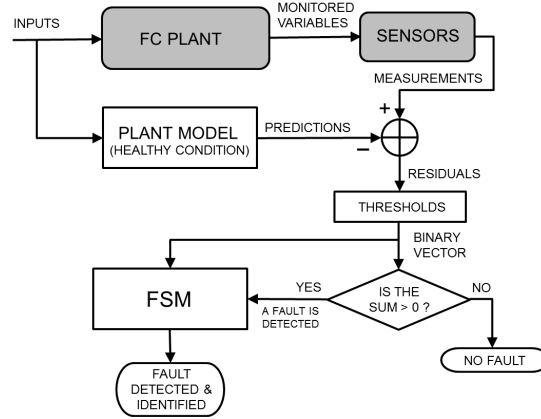 INPUTS
FC PLANT
MONITORED
VARIABLES
SENSORS
MEASUREMENTS
PLANT MODEL
(HEALTHY CONDITION)
PREDICTIONS
+
−
RESIDUALS
THRESHOLDS
BINARY
VECTOR
FSM
YES
A FAULT IS
DETECTED
IS THE
SUM > 0 ?
NO
NO FAULT
FAULT
DETECTED &
IDENTIFIED